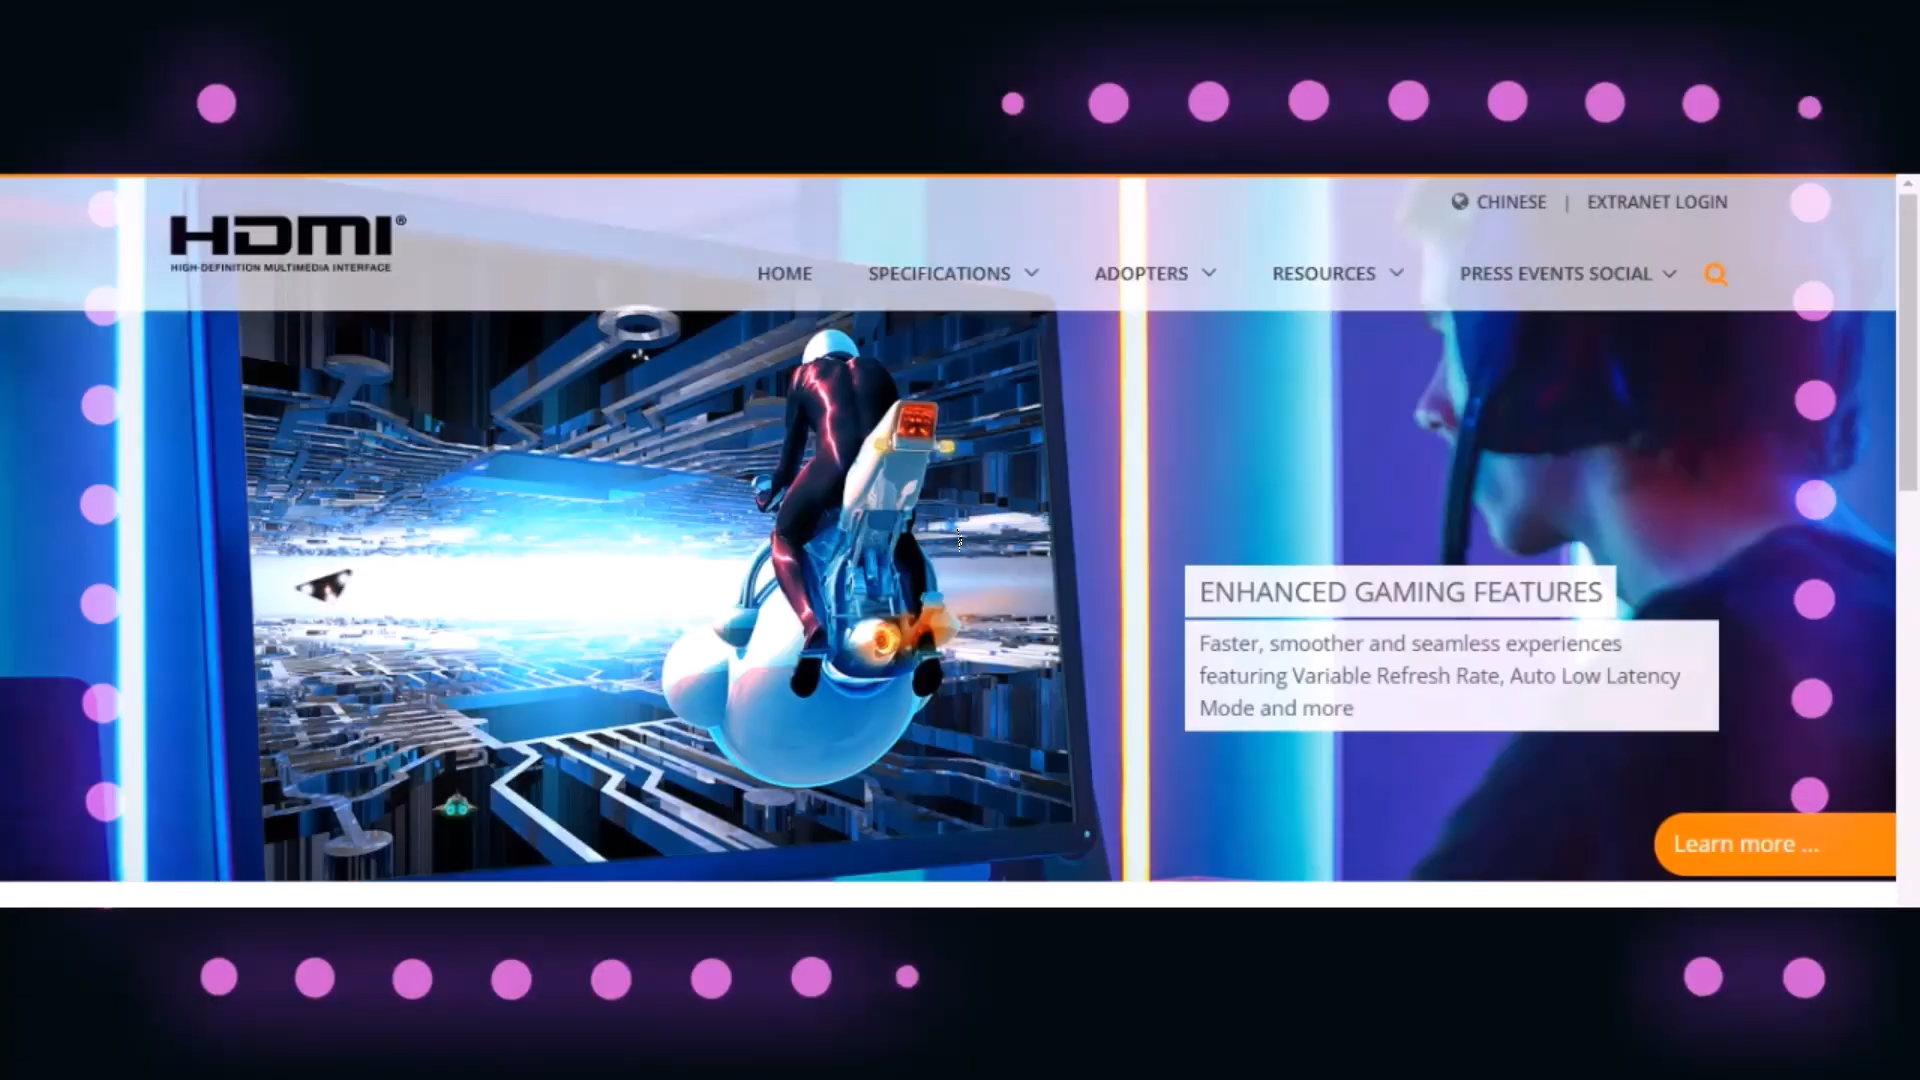 CHINESE | EXTRANET LOGIN
HDMI®
HIGH-DEFINITION MULTIMEDIA INTERFACE
HOME SPECIFICATIONS ADOPTERS RESOURCES PRESS EVENTS SOCIAL
ENHANCED GAMING FEATURES
Faster, smoother and seamless experiences
featuring Variable Refresh Rate, Auto Low Latency
Mode and more
Learn more ...